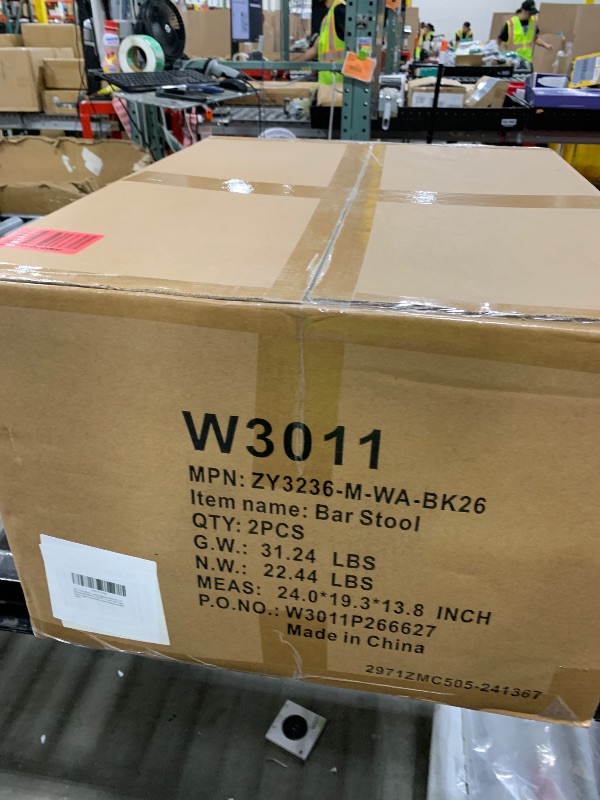 W3011
MPN: ZY3236-M-WA-BK26
Item name: Bar Stool
QTY: 2PCS
G.W.: 31.24 LBS
N.W.: 22.44 LBS
MEAS: 24.0*19.3*13.8 INCH
P.O.NO.: W3011P266627
Made in China
2971ZMC505-241367